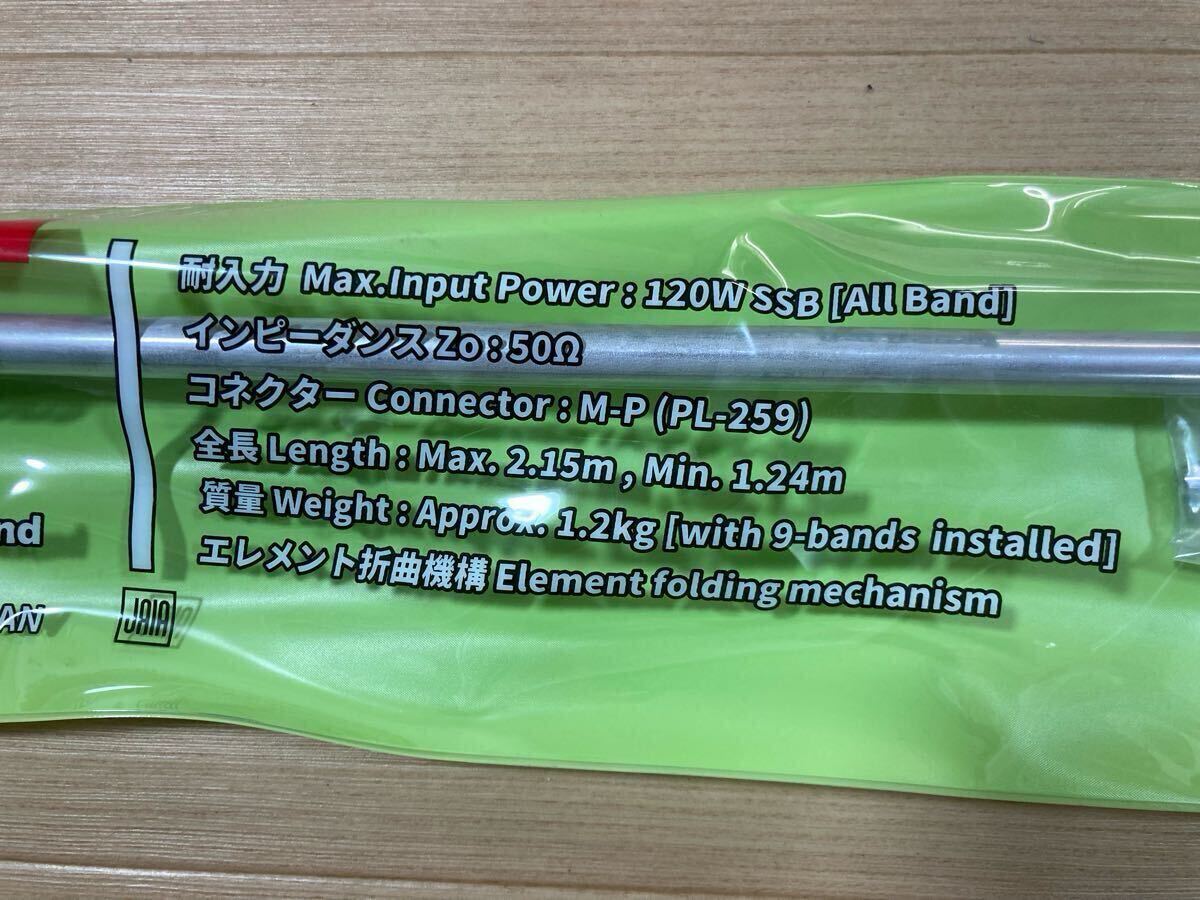 耐入力 Max.Input Power : 120W SSB [All Band]
インピーダンス Zo : 50Ω
コネクター Connector : M-P (PL-259)
全長 Length : Max. 2.15m , Min. 1.24m
質量 Weight : Approx. 1.2kg [with 9-bands installed]
エレメント折曲機構 Element folding mechanism
nd
AN
JAIA